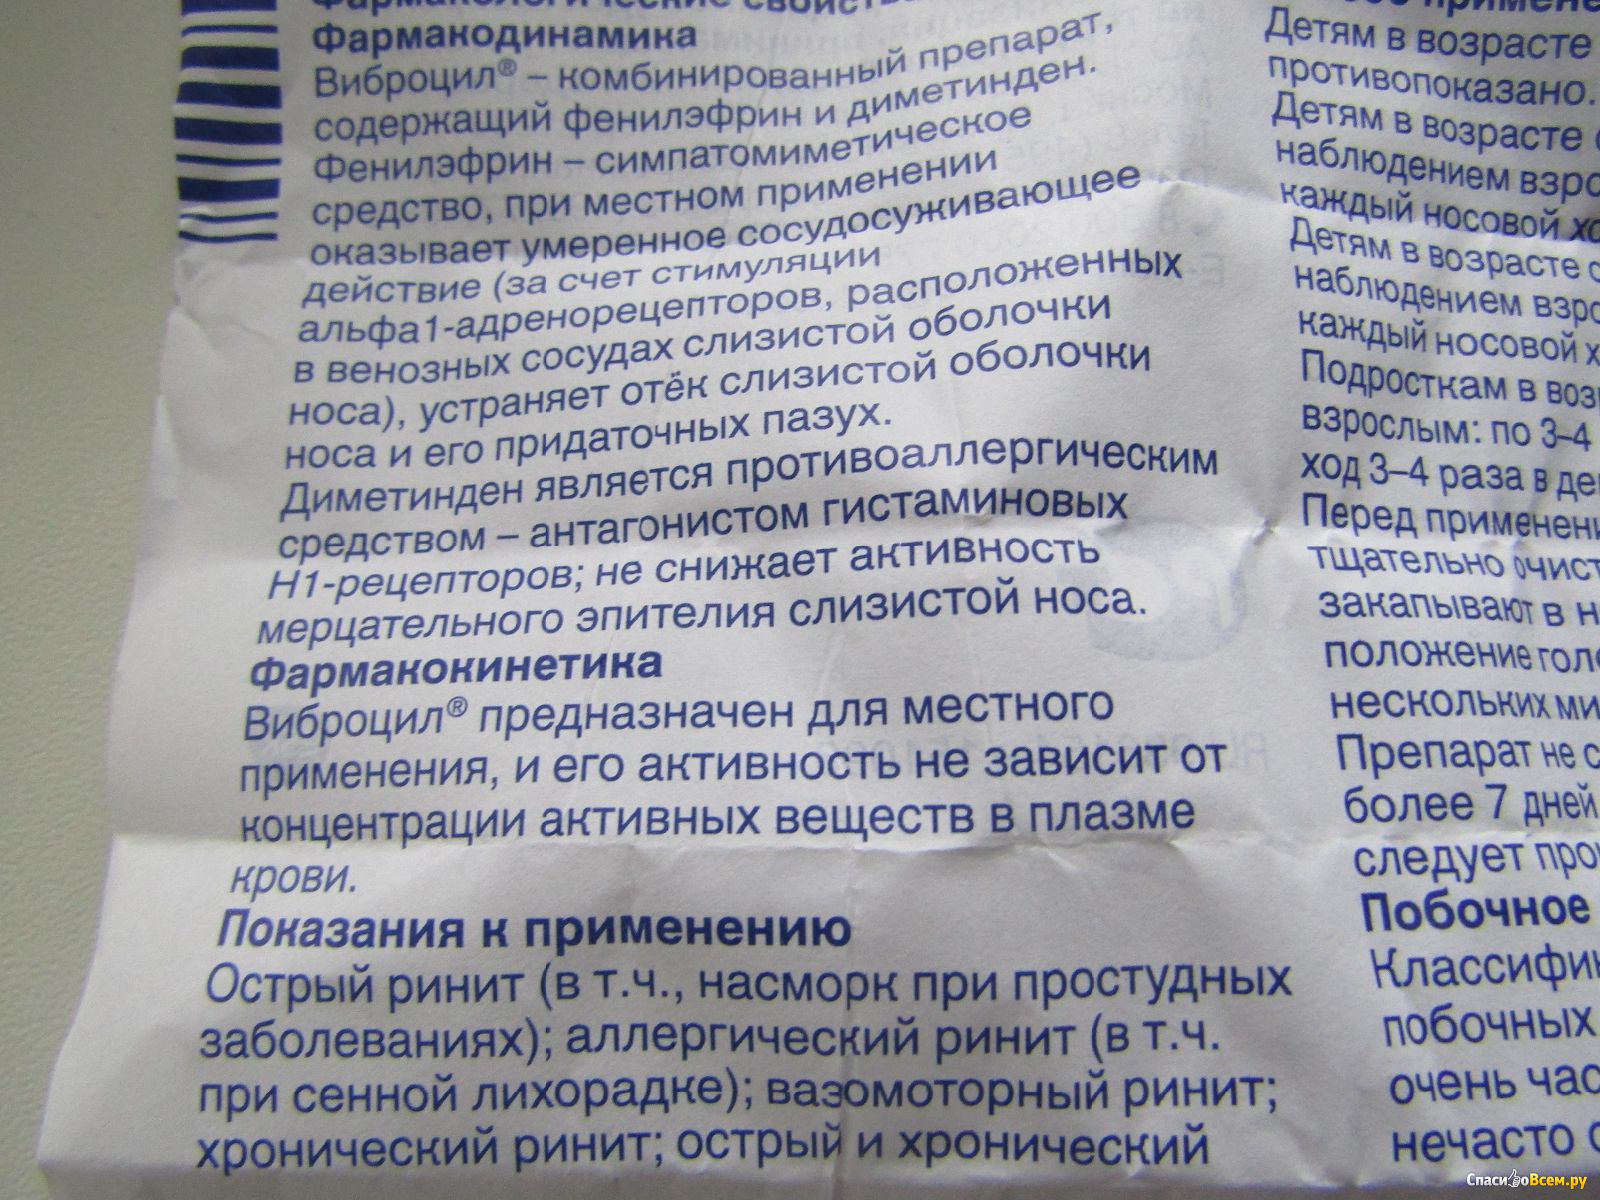 Фармакологические свойства
Фармакодинамика
Виброцил® – комбинированный препарат,
содержащий фенилэфрин и диметинден.
Фенилэфрин – симпатомиметическое
средство, при местном применении
оказывает умеренное сосудосуживающее
действие (за счет стимуляции
альфа1-адренорецепторов, расположенных
в венозных сосудах слизистой оболочки
носа), устраняет отёк слизистой оболочки
носа и его придаточных пазух.
Диметинден является противоаллергическим
средством – антагонистом гистаминовых
Н1-рецепторов; не снижает активность
мерцательного эпителия слизистой носа.
Фармакокинетика
Виброцил® предназначен для местного
применения, и его активность не зависит от
концентрации активных веществ в плазме
крови.
Показания к применению
Острый ринит (в т.ч., насморк при простудных
заболеваниях); аллергический ринит (в т.ч.
при сенной лихорадке); вазомоторный ринит;
хронический ринит; острый и хронический
Детям в возрасте
противопоказано.
Детям в возрасте
наблюдением
каждый носовой
Детям в возрасте
наблюдением
каждый носовой
Подросткам в
взрослым: по 3–4
ход 3–4 раза в
Перед
тщательно
закапывают в
положение
нескольких
Препарат не
более 7 дней
следует
Побочное
побочных
очень
нечасто
СпасибоВсем.ру